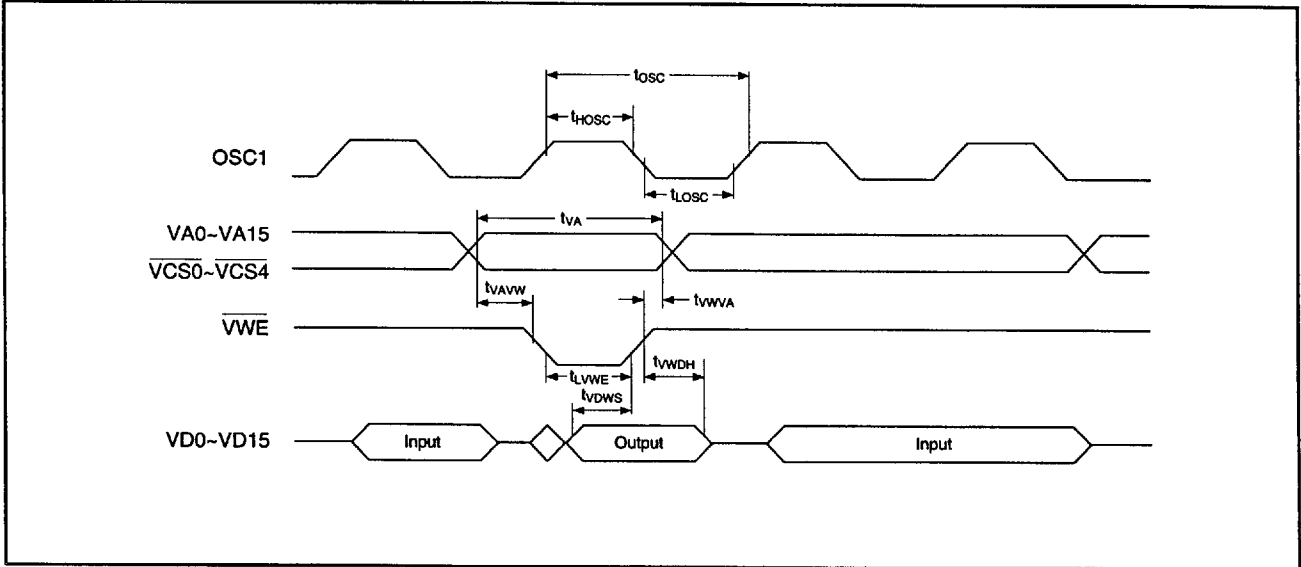 tOSC
tHOSC
OSC1
tLOSC
tVA
VA0~VA15
VCS0~VCS4
tVAVW
tVWVA
VWE
tVWDH
tLVWE
tVDWS
VD0~VD15
Input
Output
Input